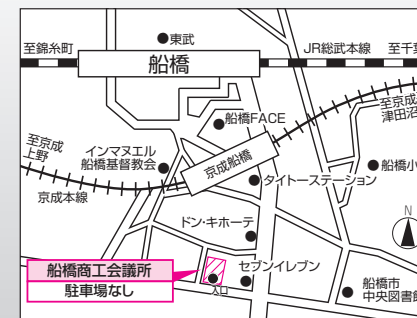 東武
至錦糸町
JR総武本線
至千葉
船橋
船橋FACE
至京成
津田沼
至京成
上野
インマヌエル
船橋基督教会
京成船橋
船橋小
タイトーステーション
京成本線
ドン・キホーテ
N
船橋商工会議所
駐車場なし
入口
セブンイレブン
船橋市
中央図書館